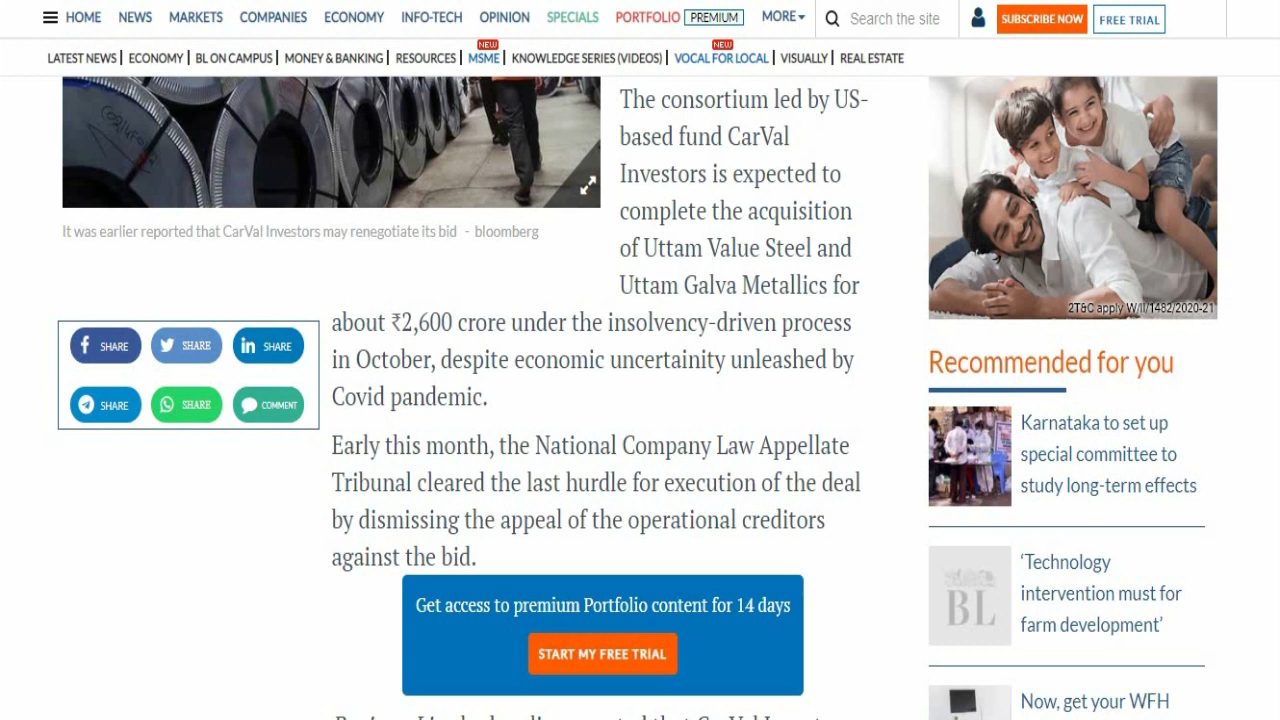 HOME NEWS MARKETS COMPANIES ECONOMY INFO-TECH OPINION SPECIALS PORTFOLIO PREMIUM MORE Search the site SUBSCRIBE NOW FREE TRIAL
NEW NEW
LATEST NEWS | ECONOMY | BL ON CAMPUS | MONEY & BANKING | RESOURCES | MSME | KNOWLEDGE SERIES (VIDEOS) | VOCAL FOR LOCAL | VISUALLY | REAL ESTATE
It was earlier reported that CarVal Investors may renegotiate its bid - bloomberg
The consortium led by US-
based fund CarVal
Investors is expected to
complete the acquisition
of Uttam Value Steel and
Uttam Galva Metallics for
about ₹2,600 crore under the insolvency-driven process
in October, despite economic uncertainity unleashed by
Covid pandemic.
Early this month, the National Company Law Appellate
Tribunal cleared the last hurdle for execution of the deal
by dismissing the appeal of the operational creditors
against the bid.
SHARE SHARE SHARE
SHARE SHARE COMMENT
Get access to premium Portfolio content for 14 days
START MY FREE TRIAL
2T&C apply W/II/1482/2020-21
Recommended for you
Karnataka to set up
special committee to
study long-term effects
BL
‘Technology
intervention must for
farm development’
Now, get your WFH